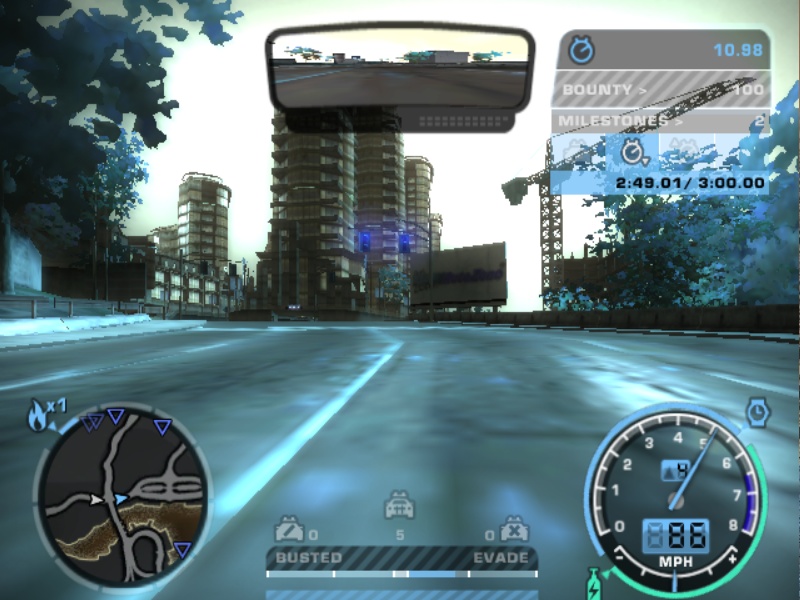 10.98
BOUNTY > 100
MILESTONES > 2
2:49.01/ 3:00.00
x1
0 1 2 3 4 5 6 7 8
4
86
MPH
0 5 0
BUSTED EVADE